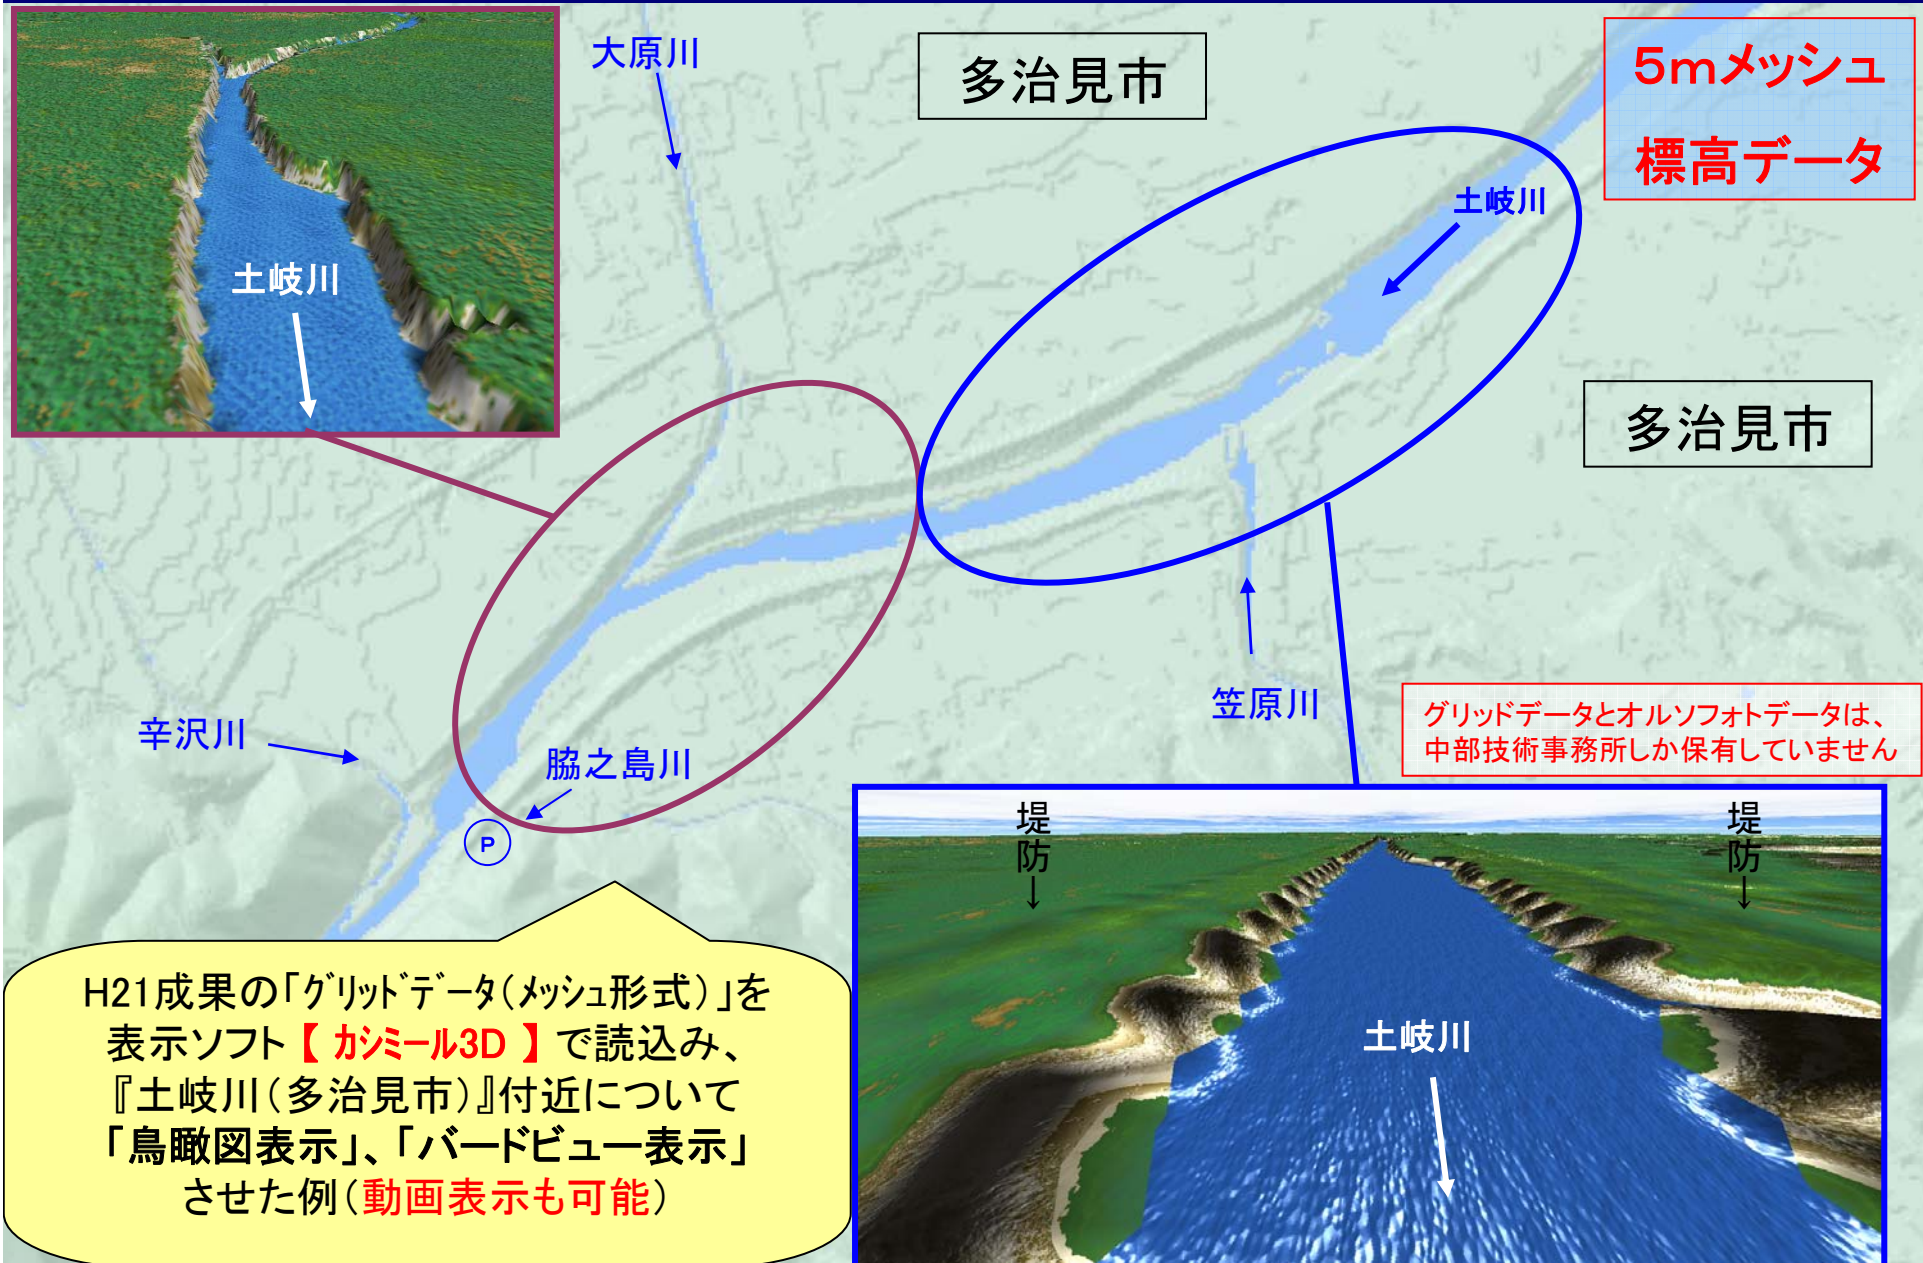 大原川
多治見市
5mメッシュ
標高データ
土岐川
土岐川
多治見市
笠原川
グリッドデータとオルソフォトデータは、
中部技術事務所しか保有していません
辛沢川
脇之島川
P
堤防↓
堤防↓
土岐川
H21成果の「グリッドデータ(メッシュ形式)」を
表示ソフト【 カシミール3D 】で読込み、
『土岐川(多治見市)』付近について
「鳥瞰図表示」、「バードビュー表示」
させた例(動画表示も可能)